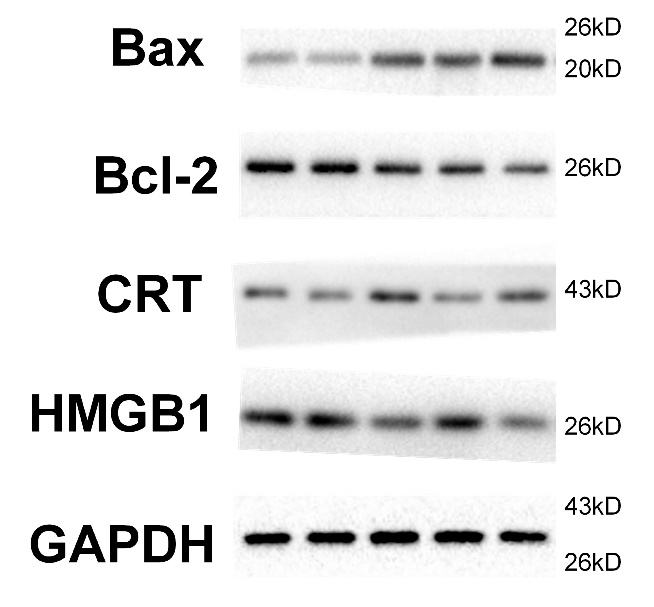 Bax
26kD
20kD
Bcl-2
26kD
CRT
43kD
HMGB1
26kD
GAPDH
43kD
26kD